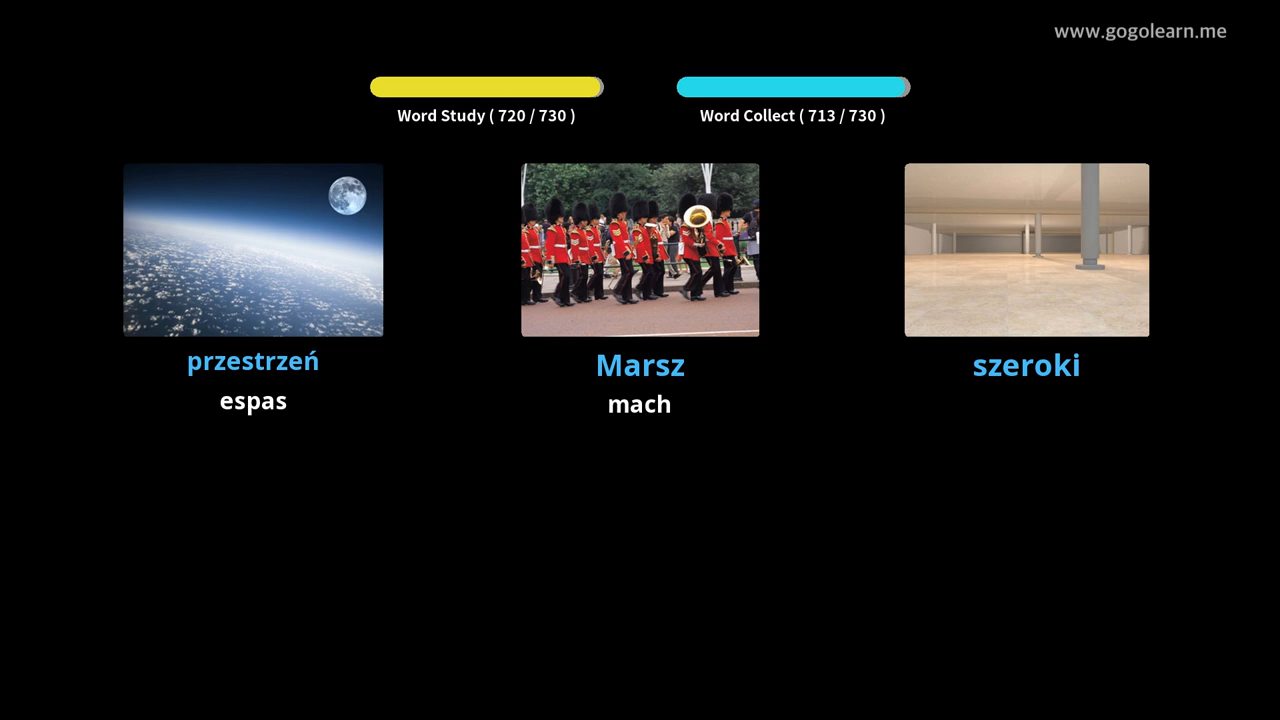 www.gogolearn.me
Word Study ( 720 / 730 )
Word Collect ( 713 / 730 )
przestrzeń
espas
Marsz
mach
szeroki